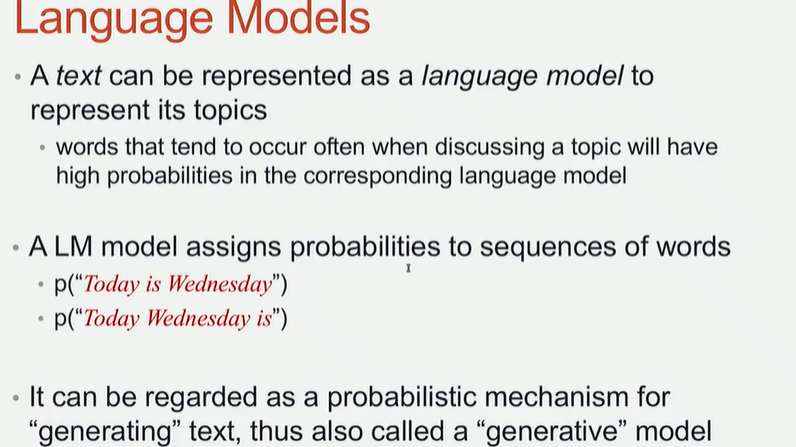 Language Models
• A text can be represented as a language model to
represent its topics
• words that tend to occur often when discussing a topic will have
high probabilities in the corresponding language model
• A LM model assigns probabilities to sequences of words
• p(“Today is Wednesday”)
• p(“Today Wednesday is”)
• It can be regarded as a probabilistic mechanism for
“generating” text, thus also called a “generative” model